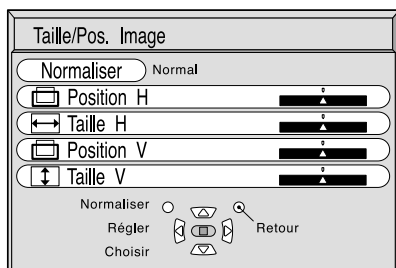 Taille/Pos. Image
Normaliser Normal
Position H
Taille H
Position V
Taille V
Normaliser
Régler Retour
Choisir